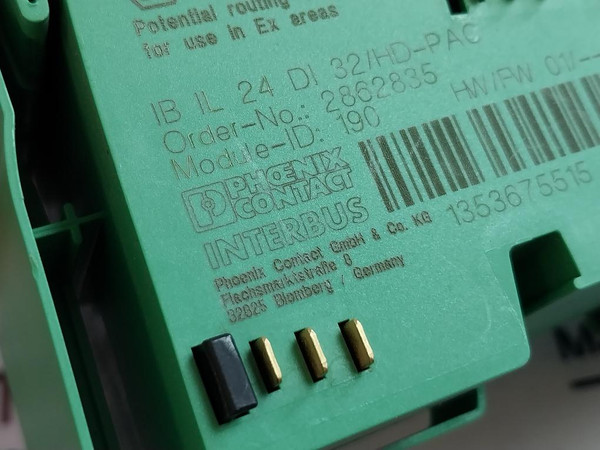 Potential routing
for use in Ex areas
IB IL 24 DI 32/HD-PAC
Order-No.: 2862835
HW/FW 01/--
Module-ID: 190
PHŒNIX
CONTACT
INTERBUS
1353675515
Phoenix Contact GmbH & Co. KG
Flachsmarktstraße 8
32825 Blomberg / Germany